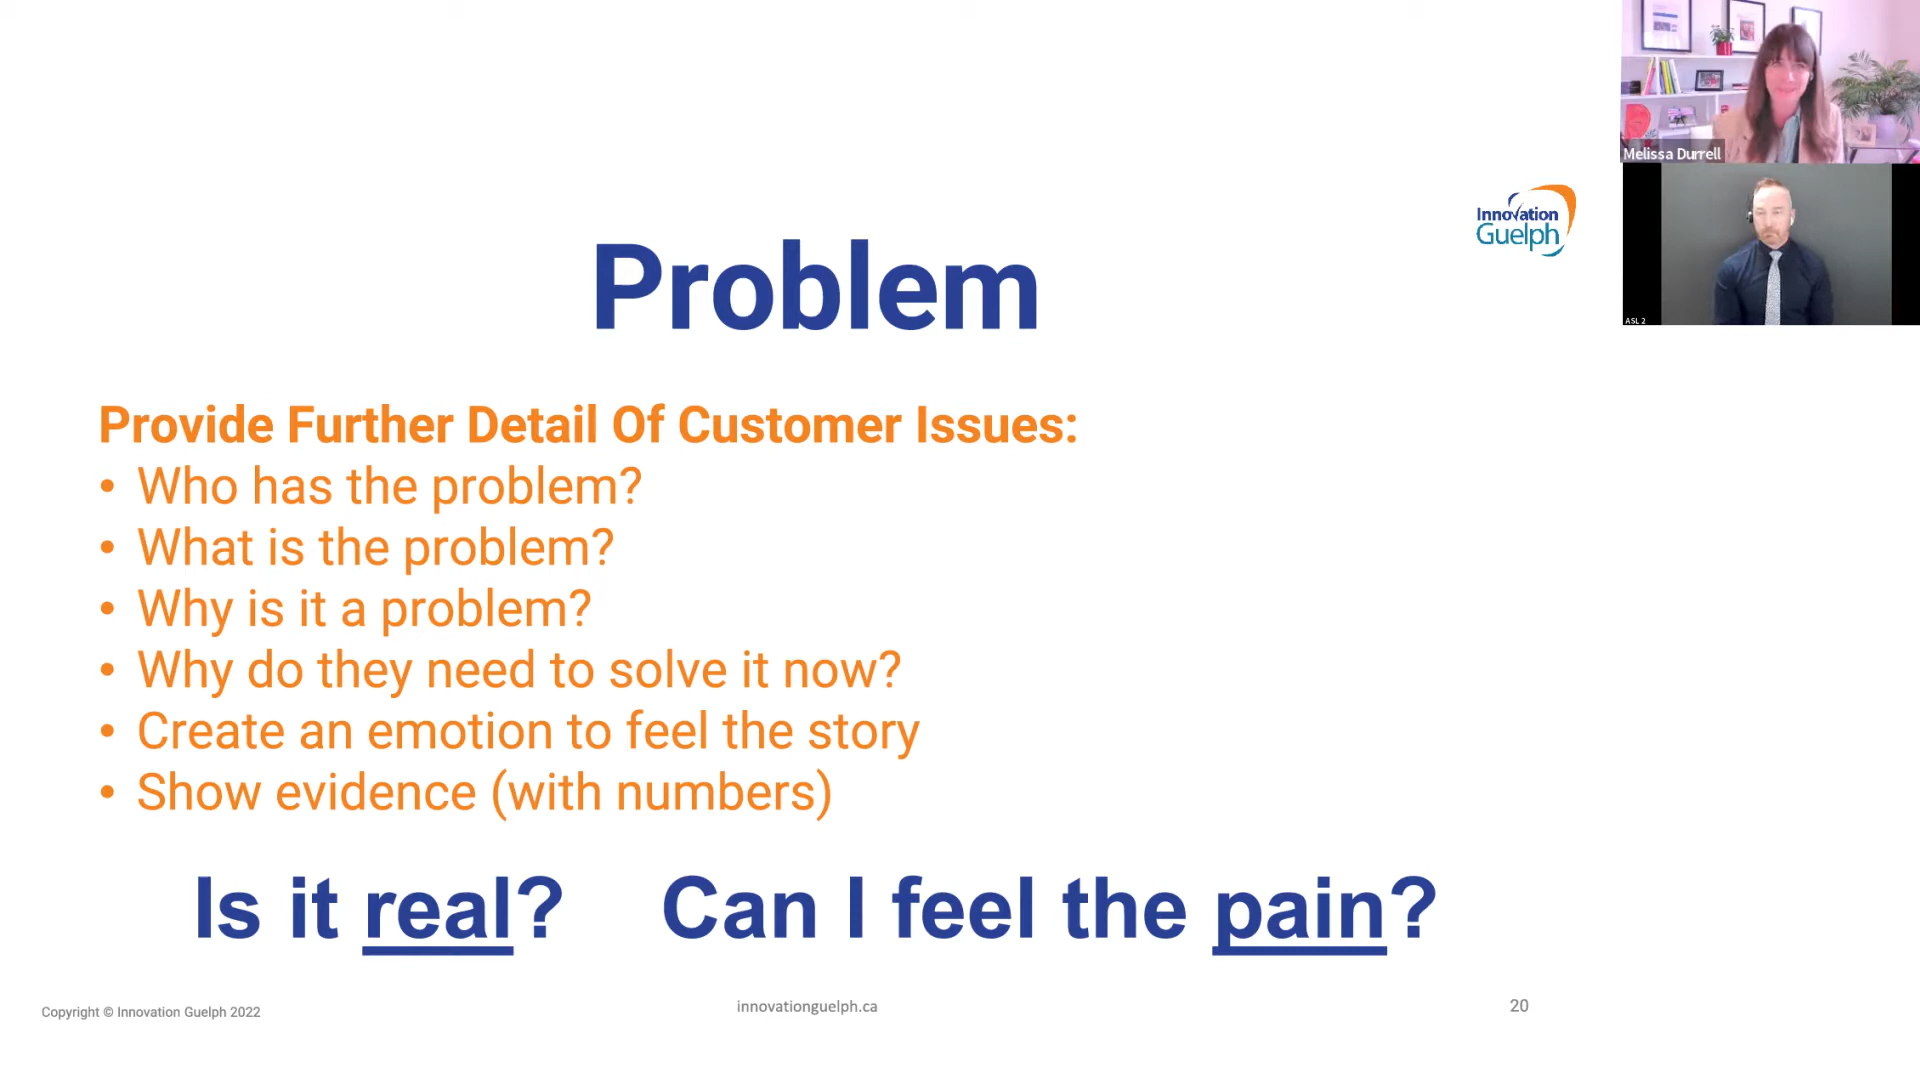 Melissa Durrell
ASL 2
Innovation
Guelph
Problem
Provide Further Detail Of Customer Issues:
• Who has the problem?
• What is the problem?
• Why is it a problem?
• Why do they need to solve it now?
• Create an emotion to feel the story
• Show evidence (with numbers)
Is it real? Can I feel the pain?
Copyright © Innovation Guelph 2022
innovationguelph.ca
20